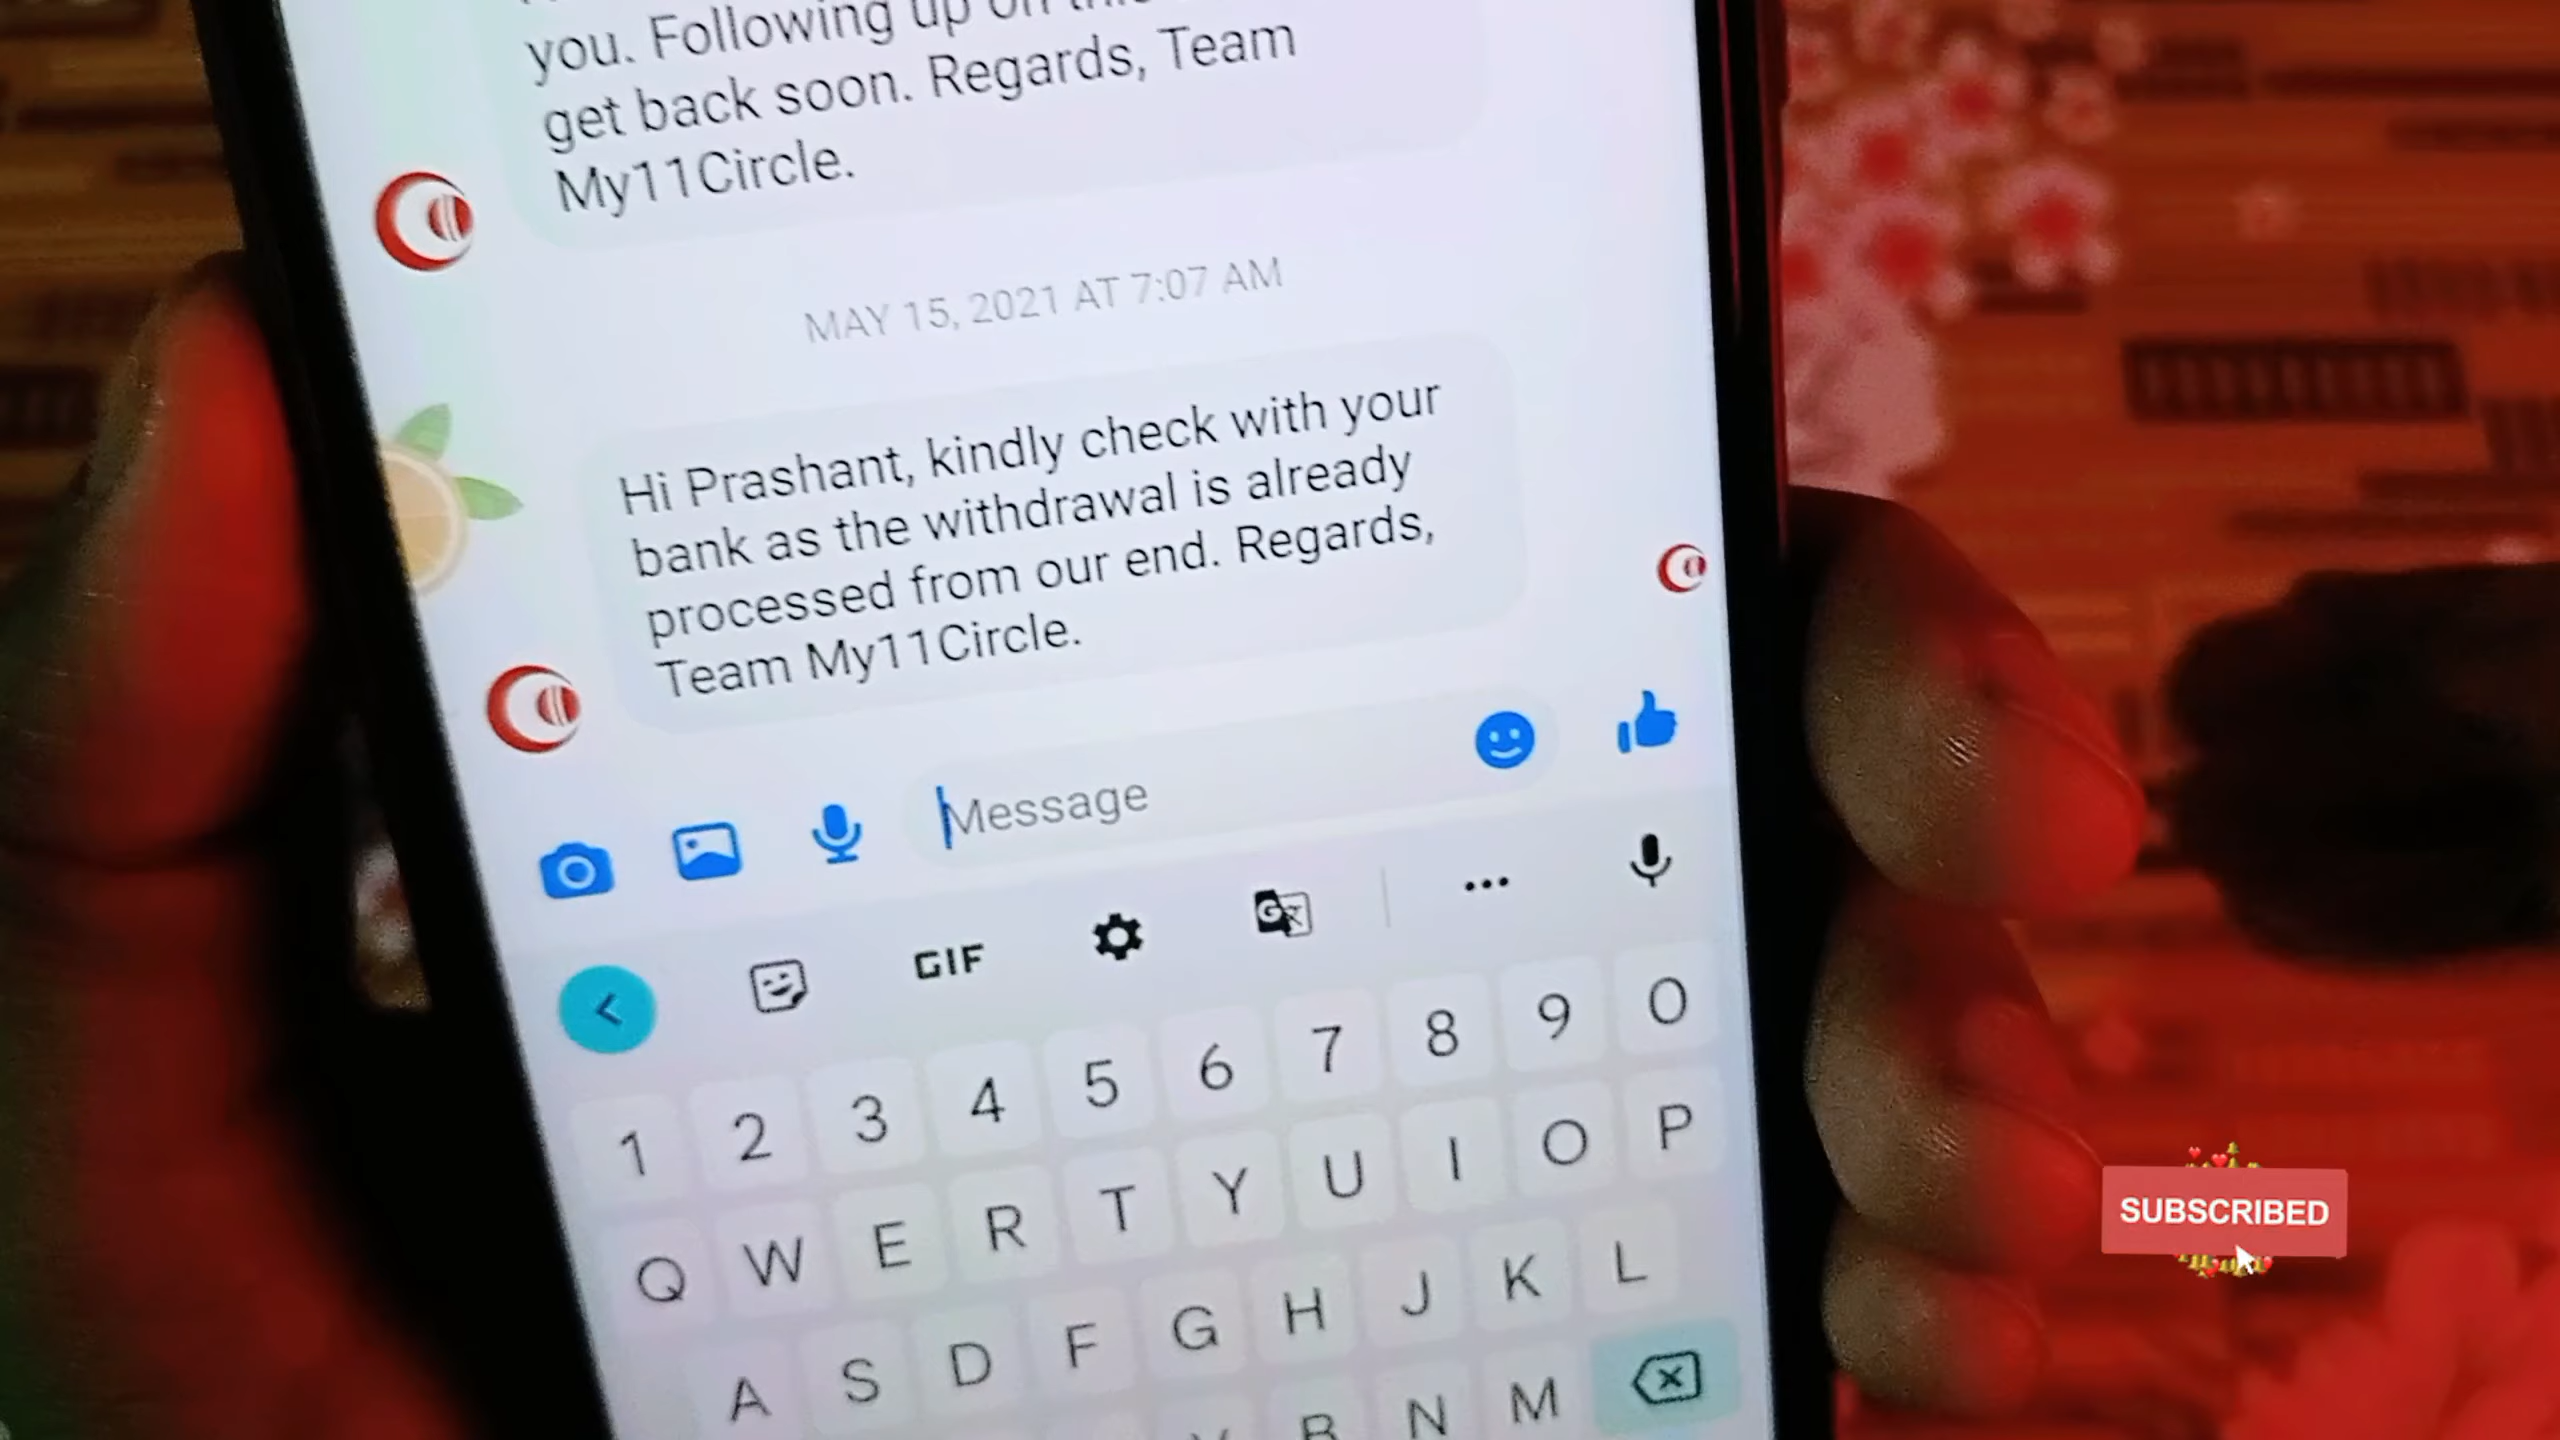 you. Following up on this
get back soon. Regards, Team
My11Circle.
MAY 15, 2021 AT 7:07 AM
Hi Prashant, kindly check with your
bank as the withdrawal is already
processed from our end. Regards,
Team My11Circle.
Message
GIF
G
1 2 3 4 5 6 7 8 9 0
Q W E R T Y U I O P
A S D F G H J K L
V B N M
SUBSCRIBED